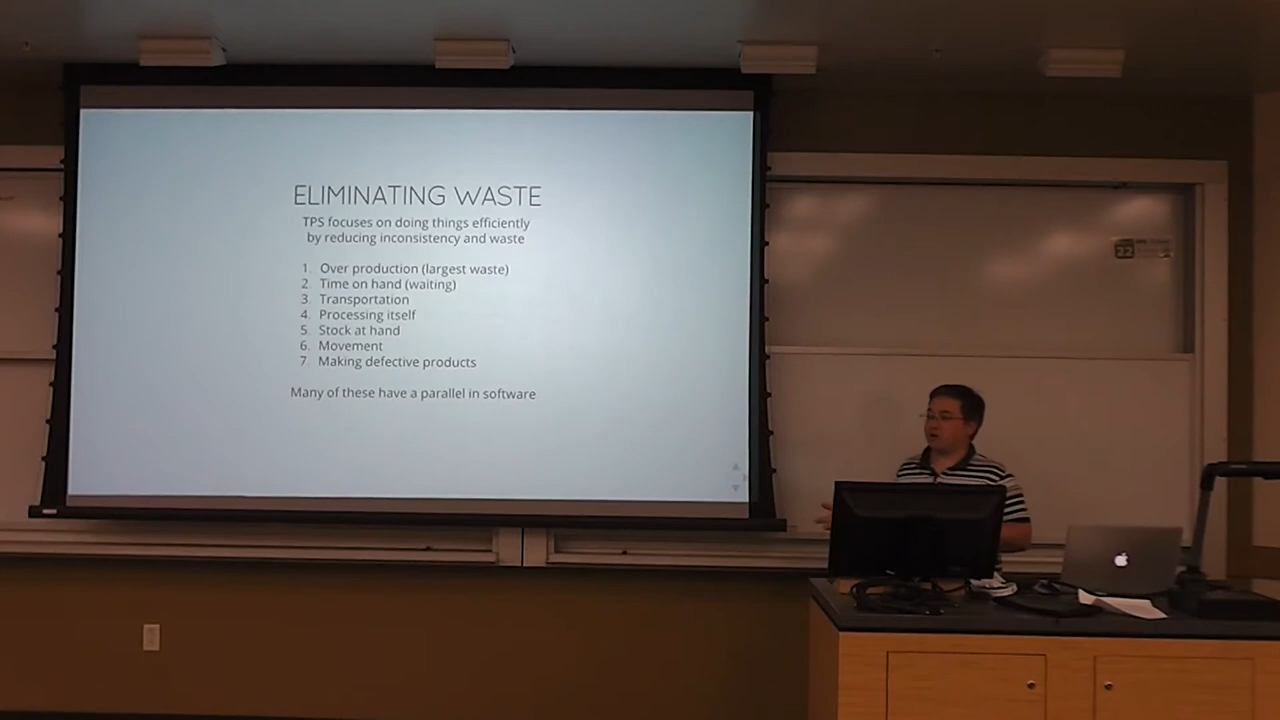 ELIMINATING WASTE
TPS focuses on doing things efficiently
by reducing inconsistency and waste
1. Over production (largest waste)
2. Time on hand (waiting)
3. Transportation
4. Processing itself
5. Stock at hand
6. Movement
7. Making defective products
Many of these have a parallel in software
22